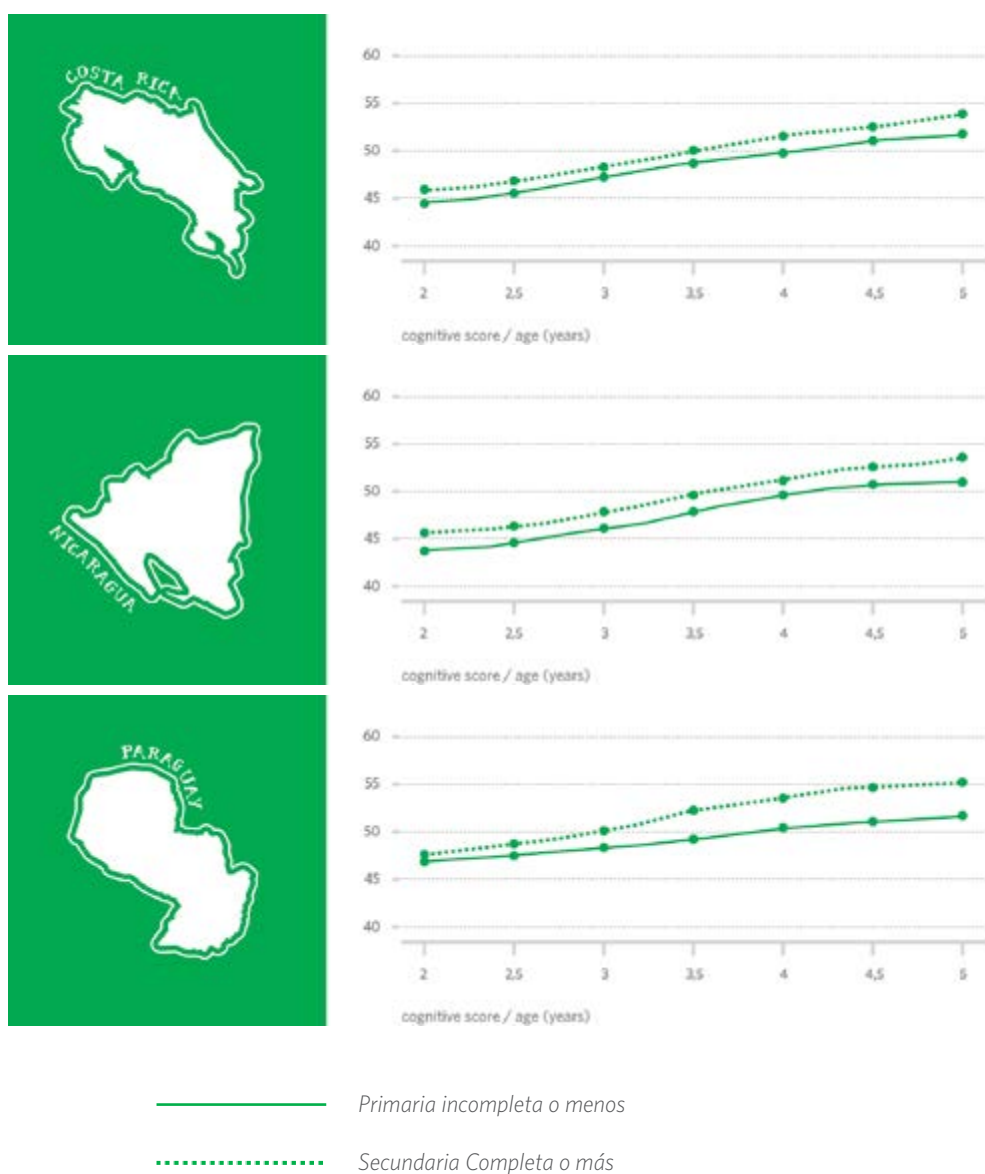 COSTA RICA
60
55
50
45
40
2 2,5 3 3,5 4 4,5 5
cognitive score / age (years)
NICARAGUA
60
55
50
45
40
2 2,5 3 3,5 4 4,5 5
cognitive score / age (years)
PARAGUAY
60
55
50
45
40
2 2,5 3 3,5 4 4,5 5
cognitive score / age (years)
Primaria incompleta o menos
Secundaria Completa o más